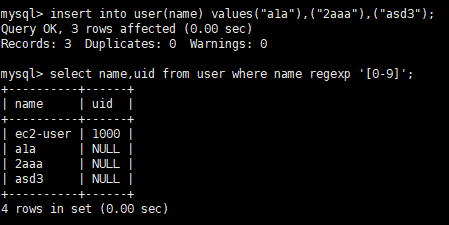 mysql> insert into user(name) values("a1a"),("2aaa"),("asd3");
Query OK, 3 rows affected (0.00 sec)
Records: 3  Duplicates: 0  Warnings: 0
mysql> select name,uid from user where name regexp '[0-9]';
+----------+------+
| name     | uid  |
+----------+------+
| ec2-user | 1000 |
| a1a      | NULL |
| 2aaa     | NULL |
| asd3     | NULL |
+----------+------+
4 rows in set (0.00 sec)